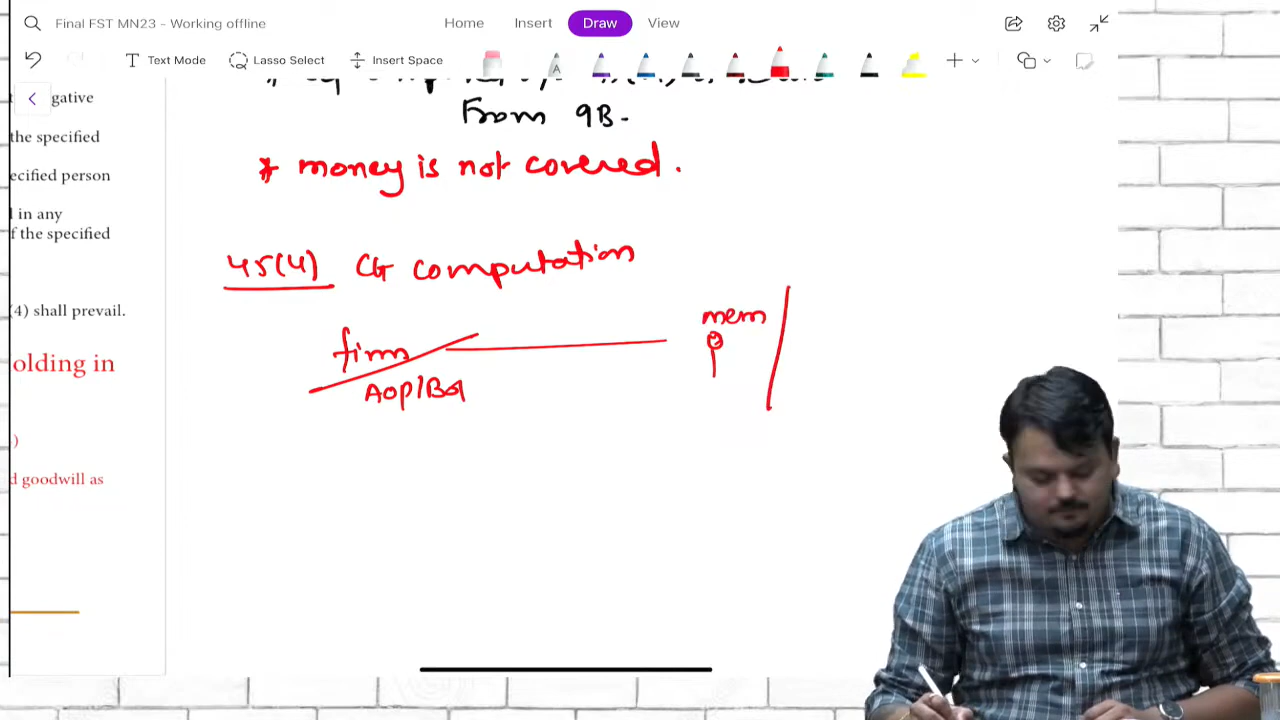 Final FST MN23 - Working offline
Home Insert Draw View
Text Mode Lasso Select Insert Space
gative
the specified
ecified person
l in any
f the specified
(4) shall prevail.
olding in
)
d goodwill as
From 9B.
* money is not covered.
45(4) CG computation
firm mem
AOP/BOI